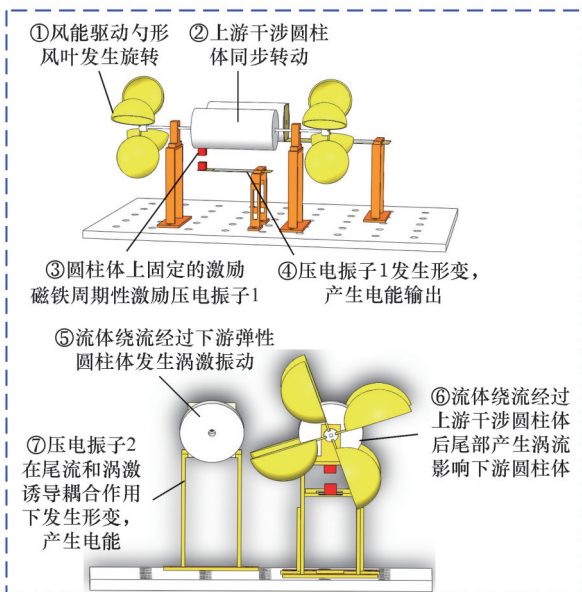 ①风能驱动勺形
风叶发生旋转
②上游干涉圆柱
体同步转动
③圆柱体上固定的激励
磁铁周期性激励压电振子1
④压电振子1发生形变，
产生电能输出
⑤流体绕流经过下游弹性
圆柱体发生涡激振动
⑥流体绕流经过
上游干涉圆柱体
后尾部产生涡流
影响下游圆柱体
⑦压电振子2
在尾流和涡激
诱导耦合作用
下发生形变，
产生电能